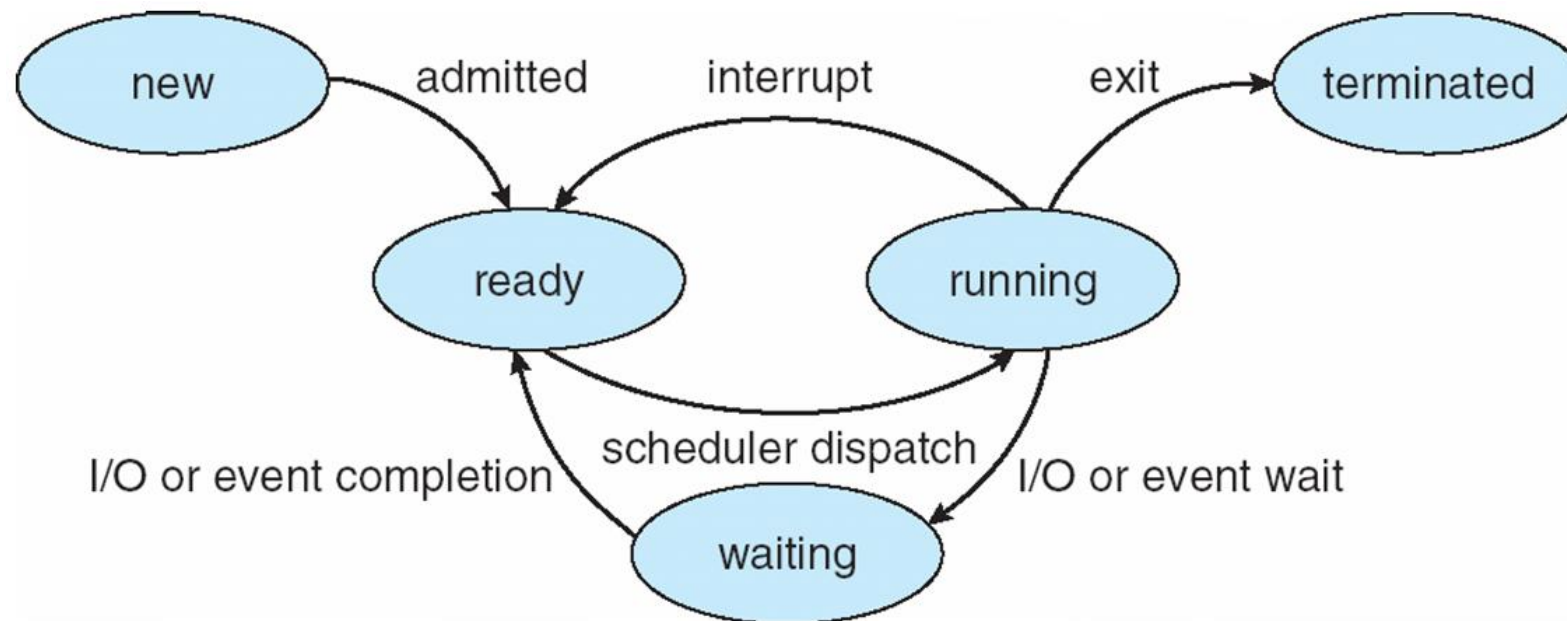 new
admitted
interrupt
exit
terminated
ready
running
scheduler dispatch
I/O or event completion
I/O or event wait
waiting